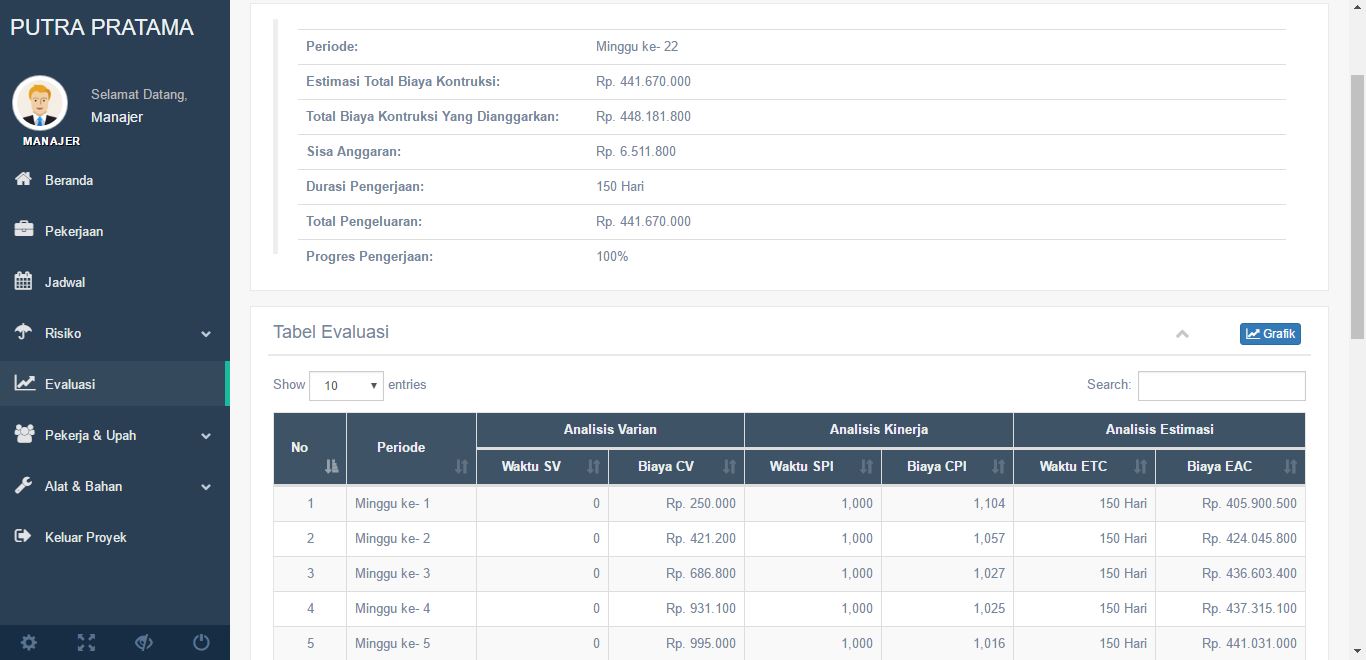 PUTRA PRATAMA
Selamat Datang,
Manajer
MANAJER
Beranda
Pekerjaan
Jadwal
Risiko
Evaluasi
Pekerja & Upah
Alat & Bahan
Keluar Proyek
Periode: Minggu ke- 22
Estimasi Total Biaya Kontruksi: Rp. 441.670.000
Total Biaya Kontruksi Yang Dianggarkan: Rp. 448.181.800
Sisa Anggaran: Rp. 6.511.800
Durasi Pengerjaan: 150 Hari
Total Pengeluaran: Rp. 441.670.000
Progres Pengerjaan: 100%
Tabel Evaluasi Grafik
Show 10 entries Search:
No Periode Analisis Varian Analisis Kinerja Analisis Estimasi
Waktu SV Biaya CV Waktu SPI Biaya CPI Waktu ETC Biaya EAC
1 Minggu ke- 1 0 Rp. 250.000 1,000 1,104 150 Hari Rp. 405.900.500
2 Minggu ke- 2 0 Rp. 421.200 1,000 1,057 150 Hari Rp. 424.045.800
3 Minggu ke- 3 0 Rp. 686.800 1,000 1,027 150 Hari Rp. 436.603.400
4 Minggu ke- 4 0 Rp. 931.100 1,000 1,025 150 Hari Rp. 437.315.100
5 Minggu ke- 5 0 Rp. 995.000 1,000 1,016 150 Hari Rp. 441.031.000